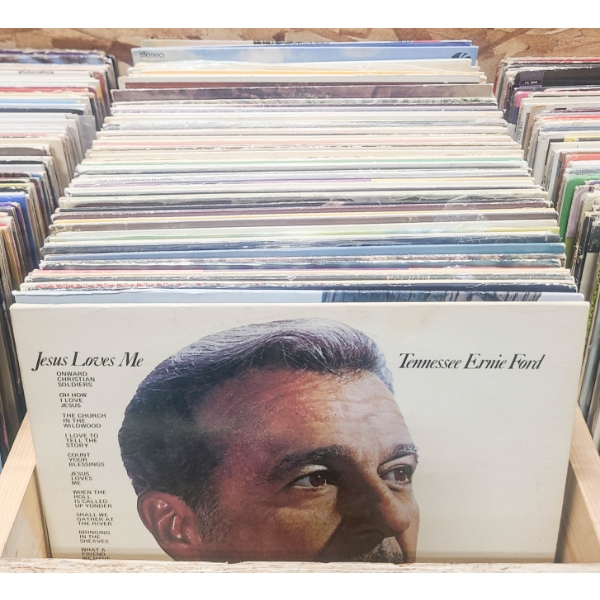 stereo
Jesus Loves Me
Tennessee Ernie Ford
ONWARD
CHRISTIAN
SOLDIERS
OH HOW
I LOVE
JESUS
THE CHURCH
IN THE
WILDWOOD
I LOVE TO
TELL THE
STORY
COUNT
YOUR
BLESSINGS
JESUS
LOVES
ME
WHEN THE
ROLL
IS CALLED
UP YONDER
SHALL WE
GATHER AT
THE RIVER
BRINGING
IN THE
SHEAVES
WHAT A
FRIEND